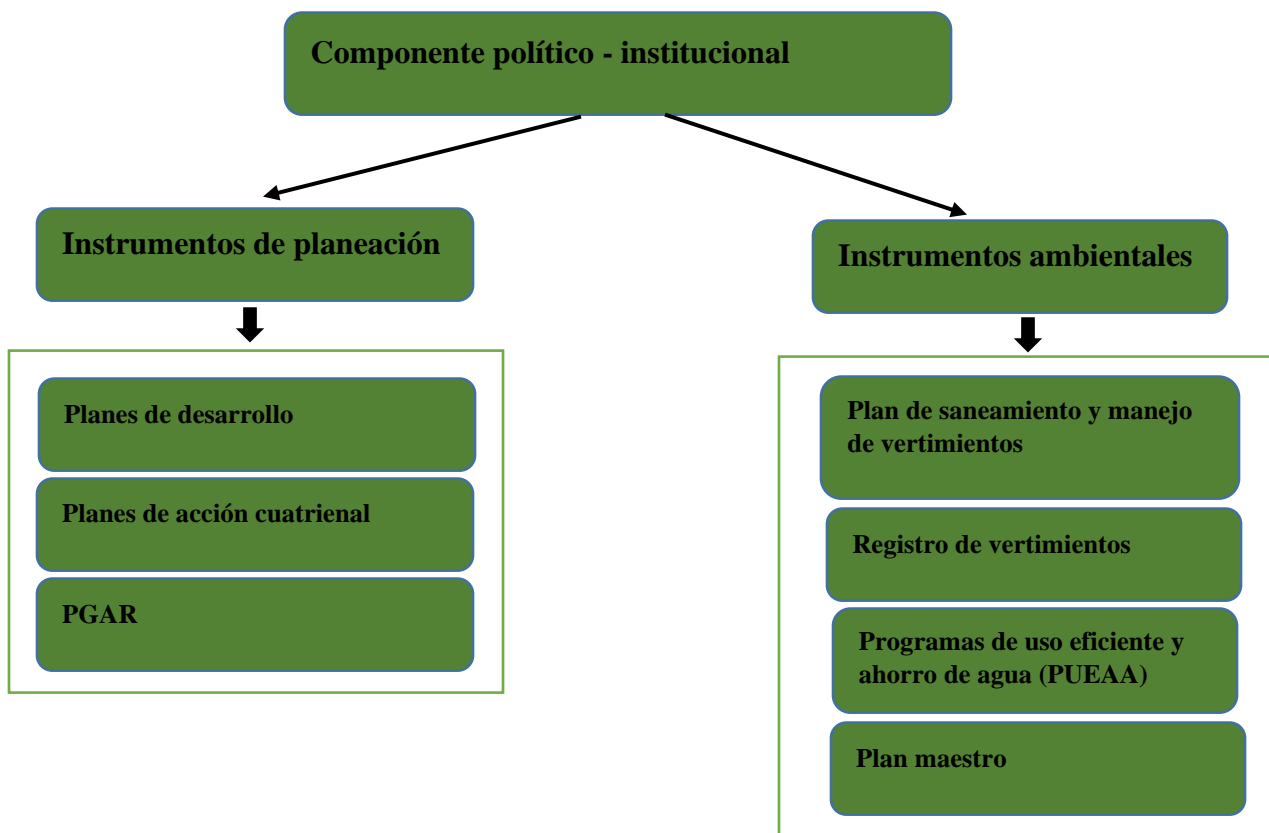 Componente político - institucional
Instrumentos de planeación
Planes de desarrollo
Planes de acción cuatrienal
PGAR
Instrumentos ambientales
Plan de saneamiento y manejo
de vertimientos
Registro de vertimientos
Programas de uso eficiente y
ahorro de agua (PUEAA)
Plan maestro